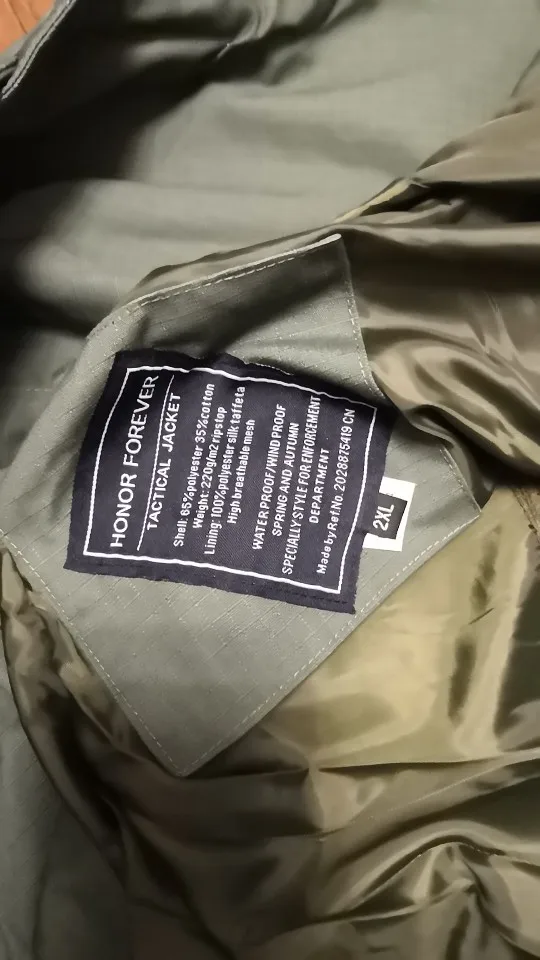 HONOR FOREVER
TACTICAL JACKET
Shell: 65%polyester 35%cotton
Weight: 220g/m2 ripstop
Lining: 100%polyester silk taffeta
High breathable mesh
WATER.PROOF/WIND PROOF
SPRING AND AUTUMN
SPECIALLY STYLE FOR ENFORCEMENT
DEPARTMENT
Made by Ref.No. 2028875419 CN
2XL